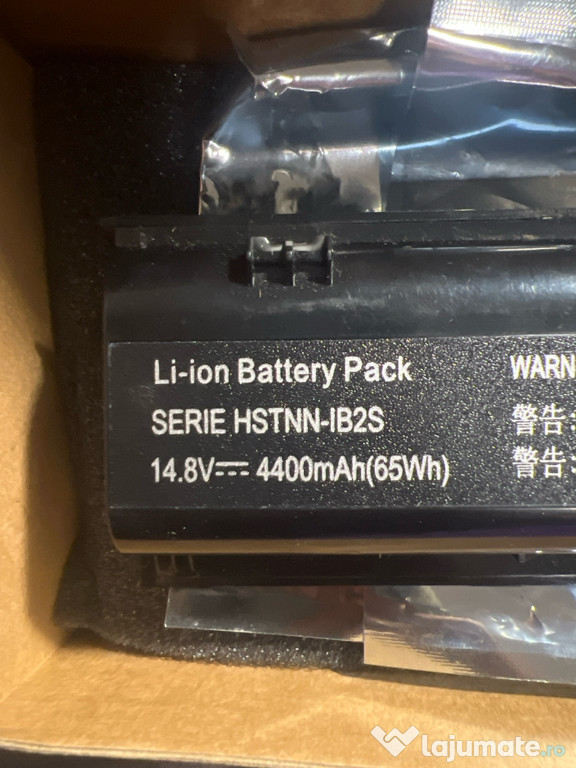 Li-ion Battery Pack
SERIE HSTNN-IB2S
14.8V⎓ 4400mAh(65Wh)
WARN
警告:
警告:
lajumate.ro